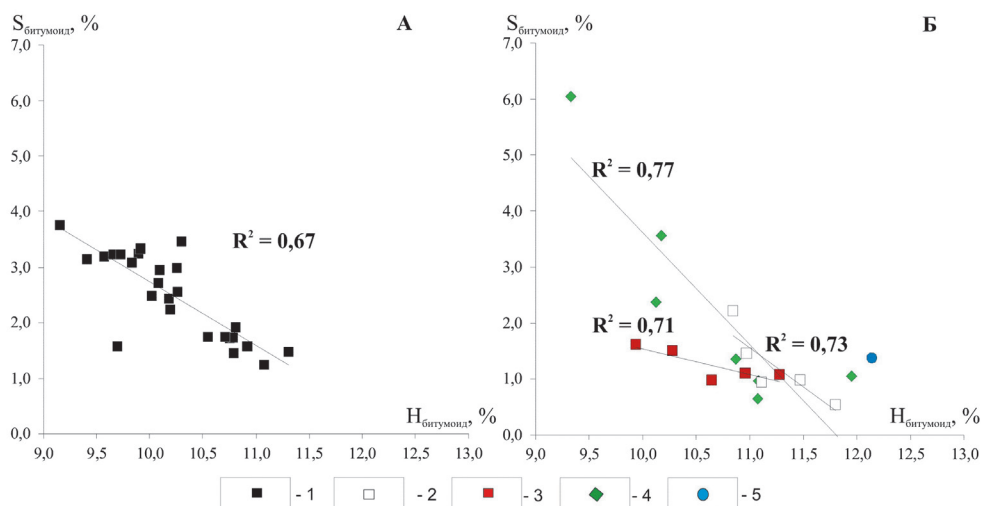 S битумоид, % А
7,0
6,0
5,0
4,0
3,0
2,0
1,0
0,0
R² = 0,67
H битумоид, %
9,0 9,5 10,0 10,5 11,0 11,5 12,0 12,5 13,0
S битумоид, % Б
7,0
6,0
5,0
4,0
3,0
2,0
1,0
0,0
R² = 0,77
R² = 0,71
R² = 0,73
H битумоид, %
9,0 9,5 10,0 10,5 11,0 11,5 12,0 12,5 13,0
- 1 - 2 - 3 - 4 - 5